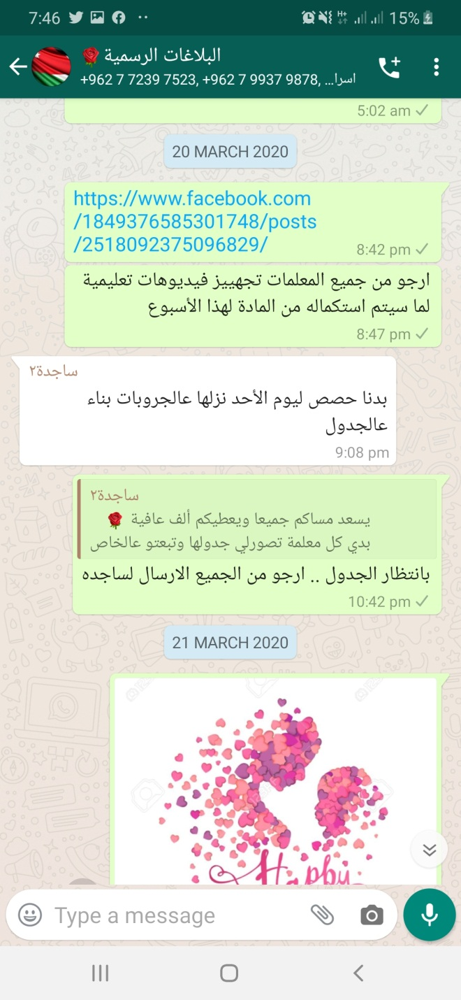 7:46
H+
15%
البلاغات الرسمية 🌹
+962 7 7239 7523, +962 7 9937 9878, اسرا...
5:02 am
20 MARCH 2020
https://www.facebook.com
/1849376585301748/posts
/2518092375096829/
8:42 pm
ارجو من جميع المعلمات تجهييز فيديوهات تعليمية
لما سيتم استكماله من المادة لهذا الأسبوع
8:47 pm
ساجدة٢
بدنا حصص ليوم الأحد نزلها عالجروبات بناء
عالجدول
9:08 pm
ساجدة٢
يسعد مساكم جميعا ويعطيكم ألف عافية 🌹
بدي كل معلمة تصورلي جدولها وتبعتو عالخاص
بانتظار الجدول .. ارجو من الجميع الارسال لساجده
10:42 pm
21 MARCH 2020
Happy
Type a message